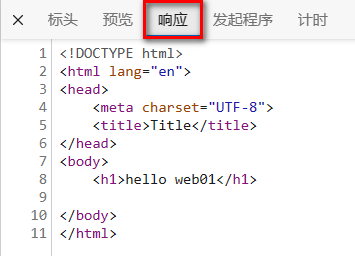 × 标头 预览 响应 发起程序 计时
1 <!DOCTYPE html>
2 <html lang="en">
3 <head>
4     <meta charset="UTF-8">
5     <title>Title</title>
6 </head>
7 <body>
8     <h1>hello web01</h1>
9
10 </body>
11 </html>